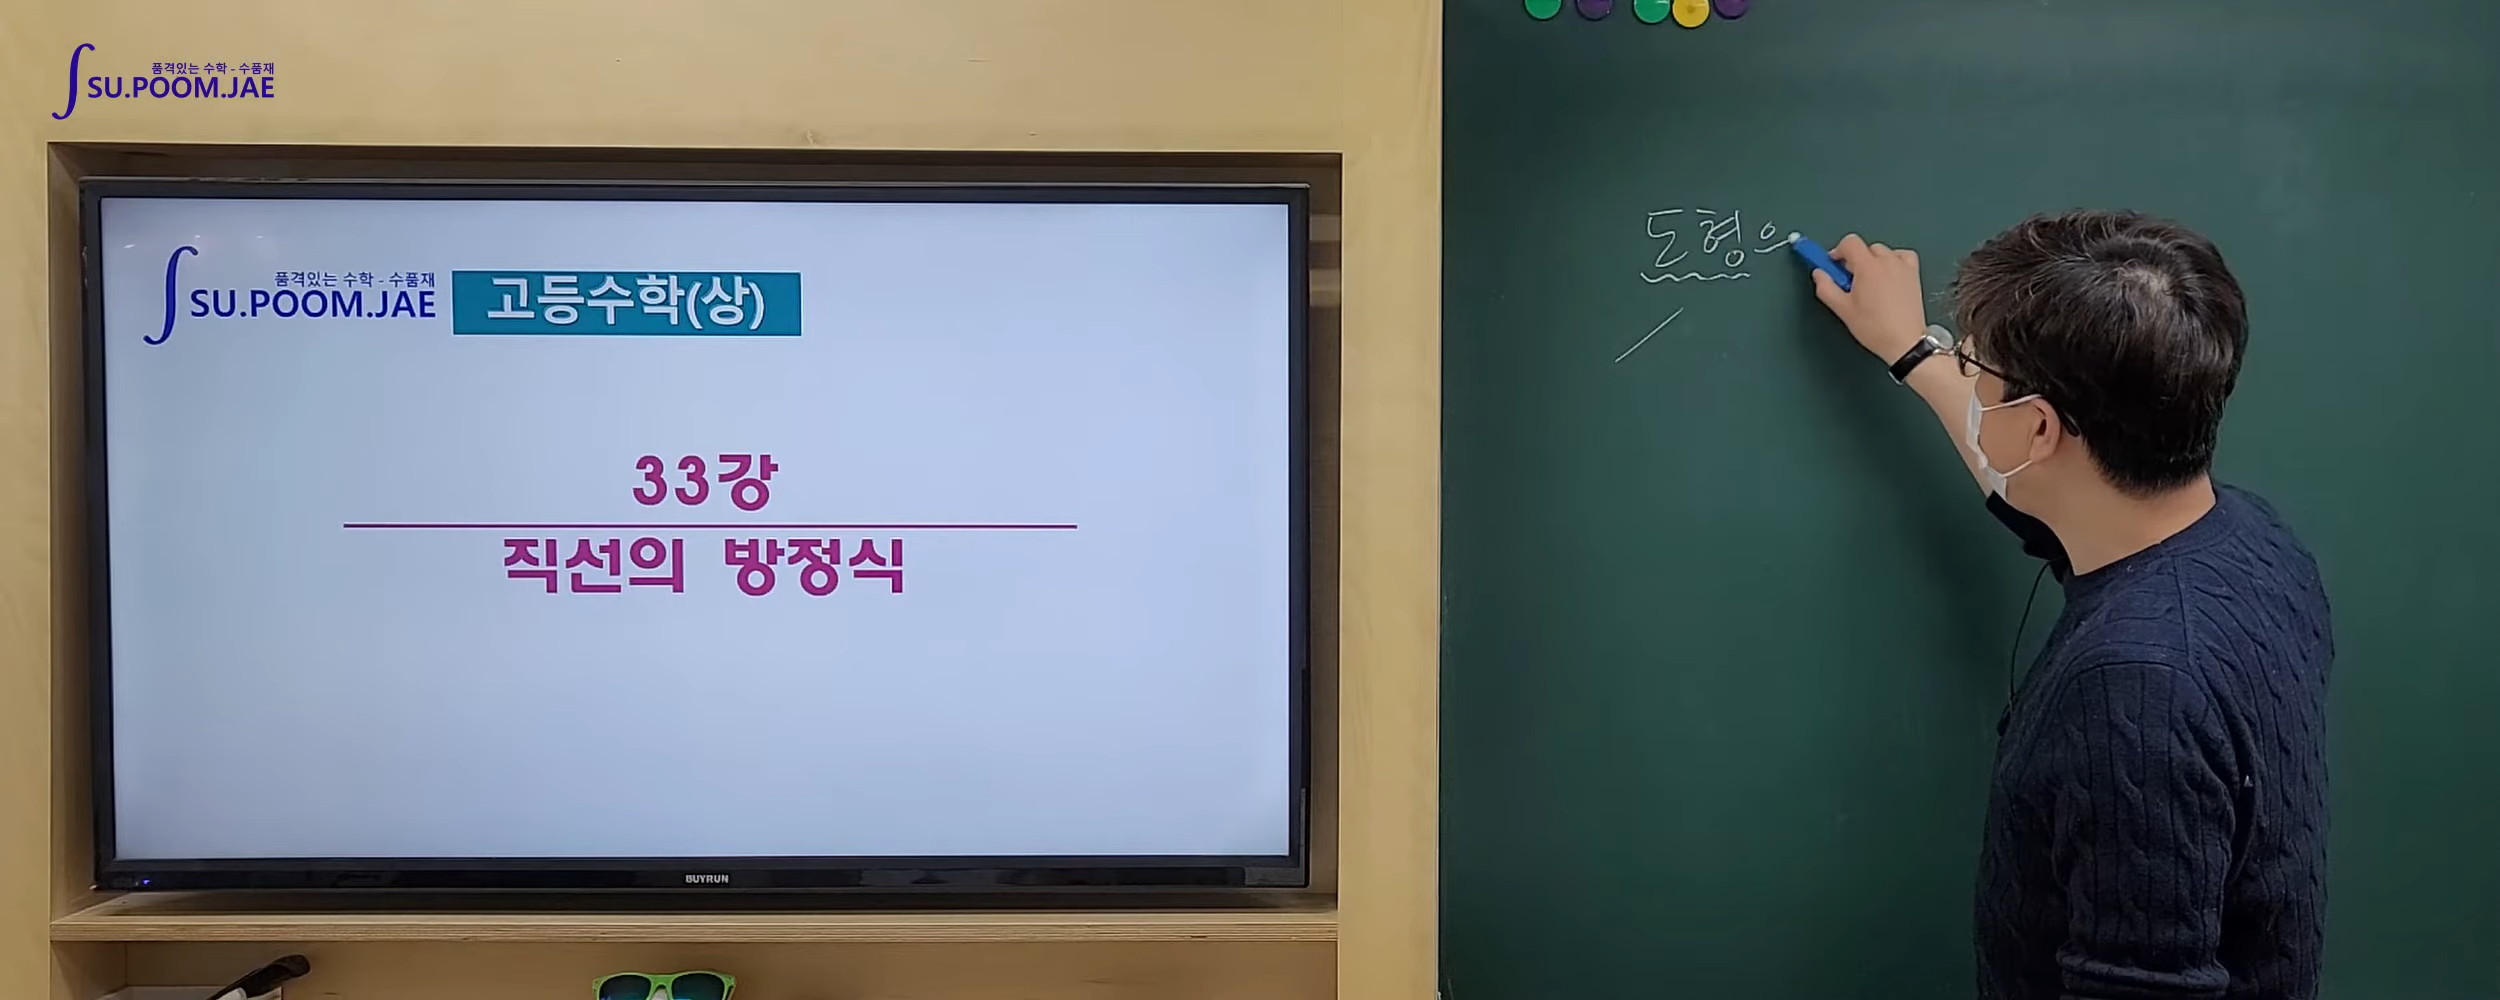 품격있는 수학 - 수품재
SU.POOM.JAE
품격있는 수학 - 수품재
SU.POOM.JAE
고등수학(상)
33강
직선의 방정식
BUYRUN
도형으